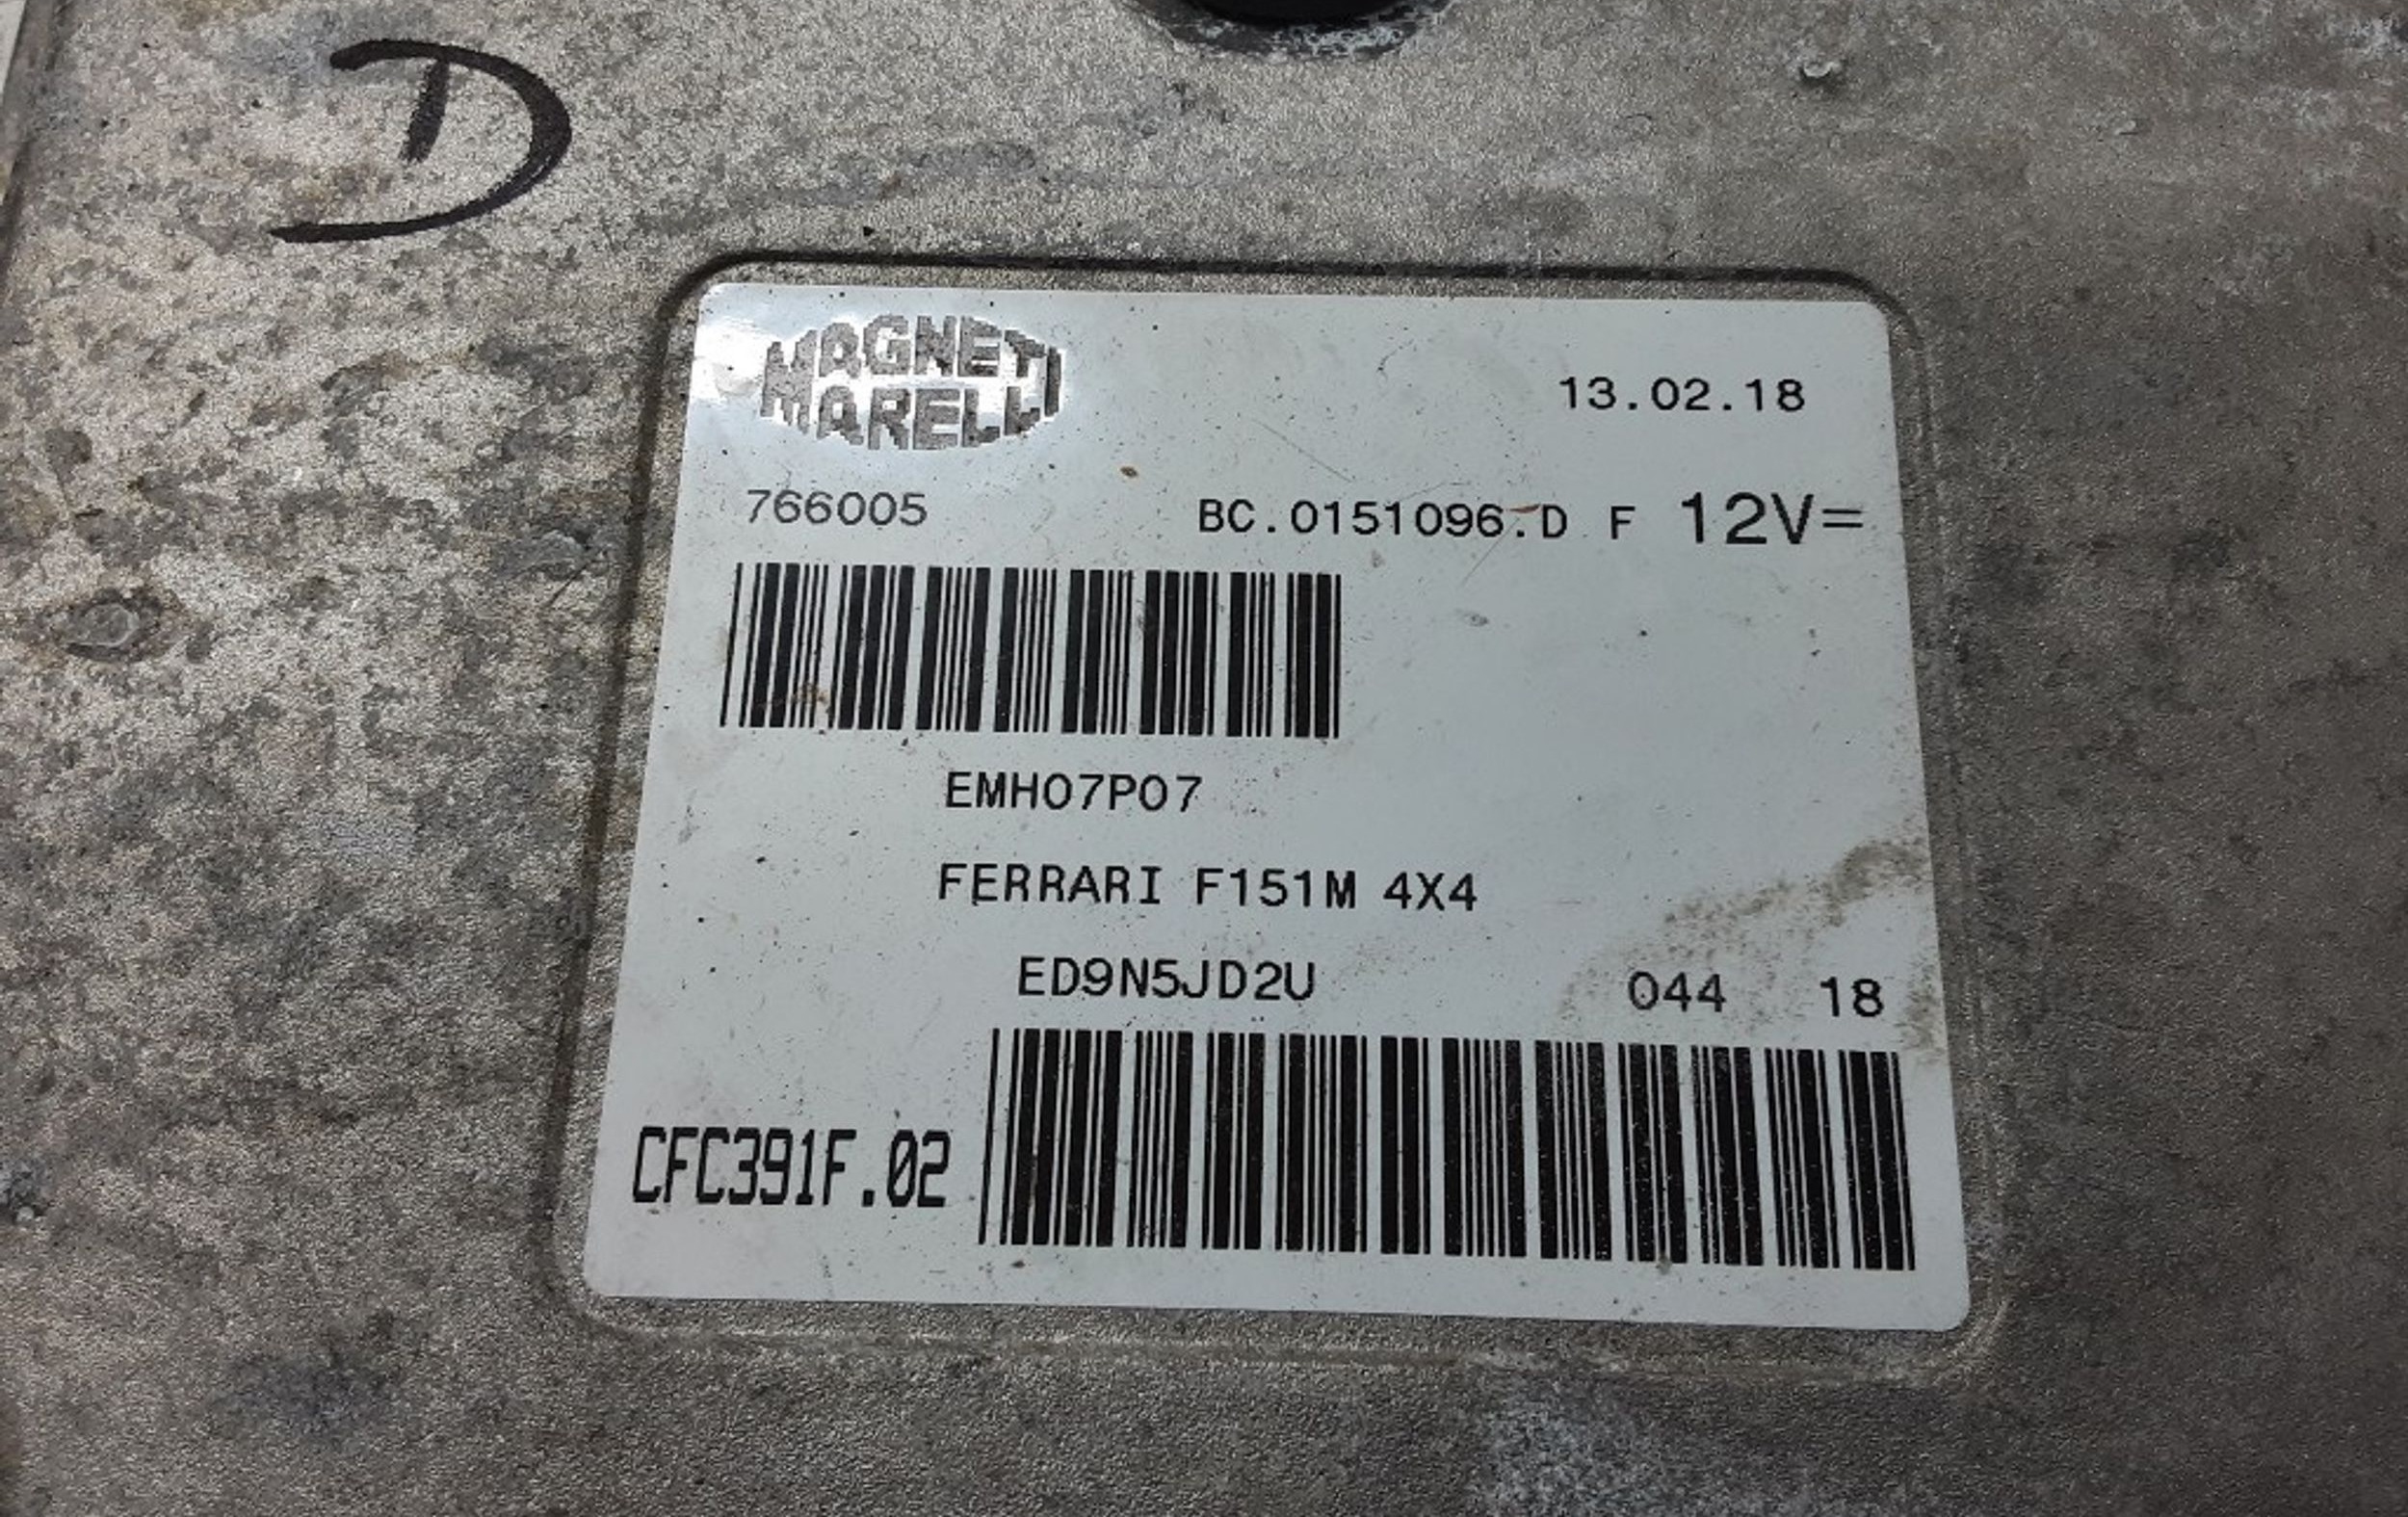 D
MAGNETI
MARELLI
13.02.18
766005 BC.0151096.D F 12V=
EMH07P07
FERRARI F151M 4X4
ED9N5JD2U 044 18
CFC391F.02